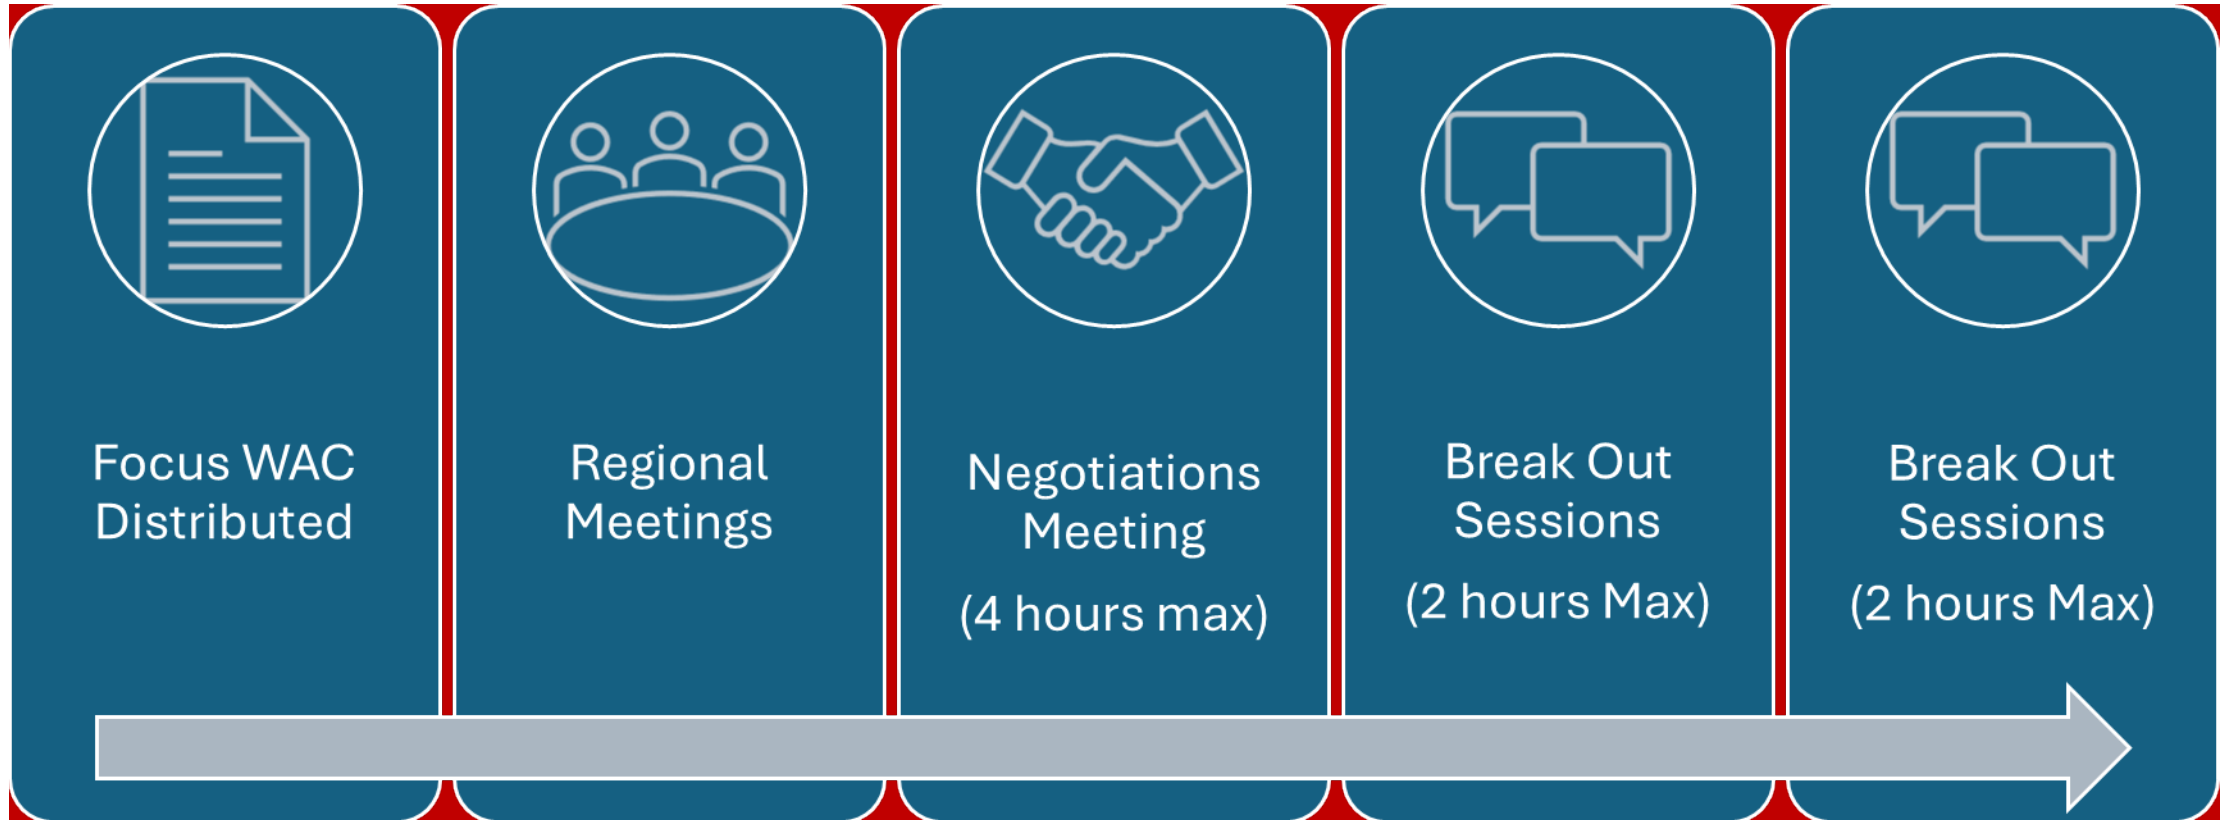 Focus WAC
Distributed
Regional
Meetings
Negotiations
Meeting
(4 hours max)
Break Out
Sessions
(2 hours Max)
Break Out
Sessions
(2 hours Max)